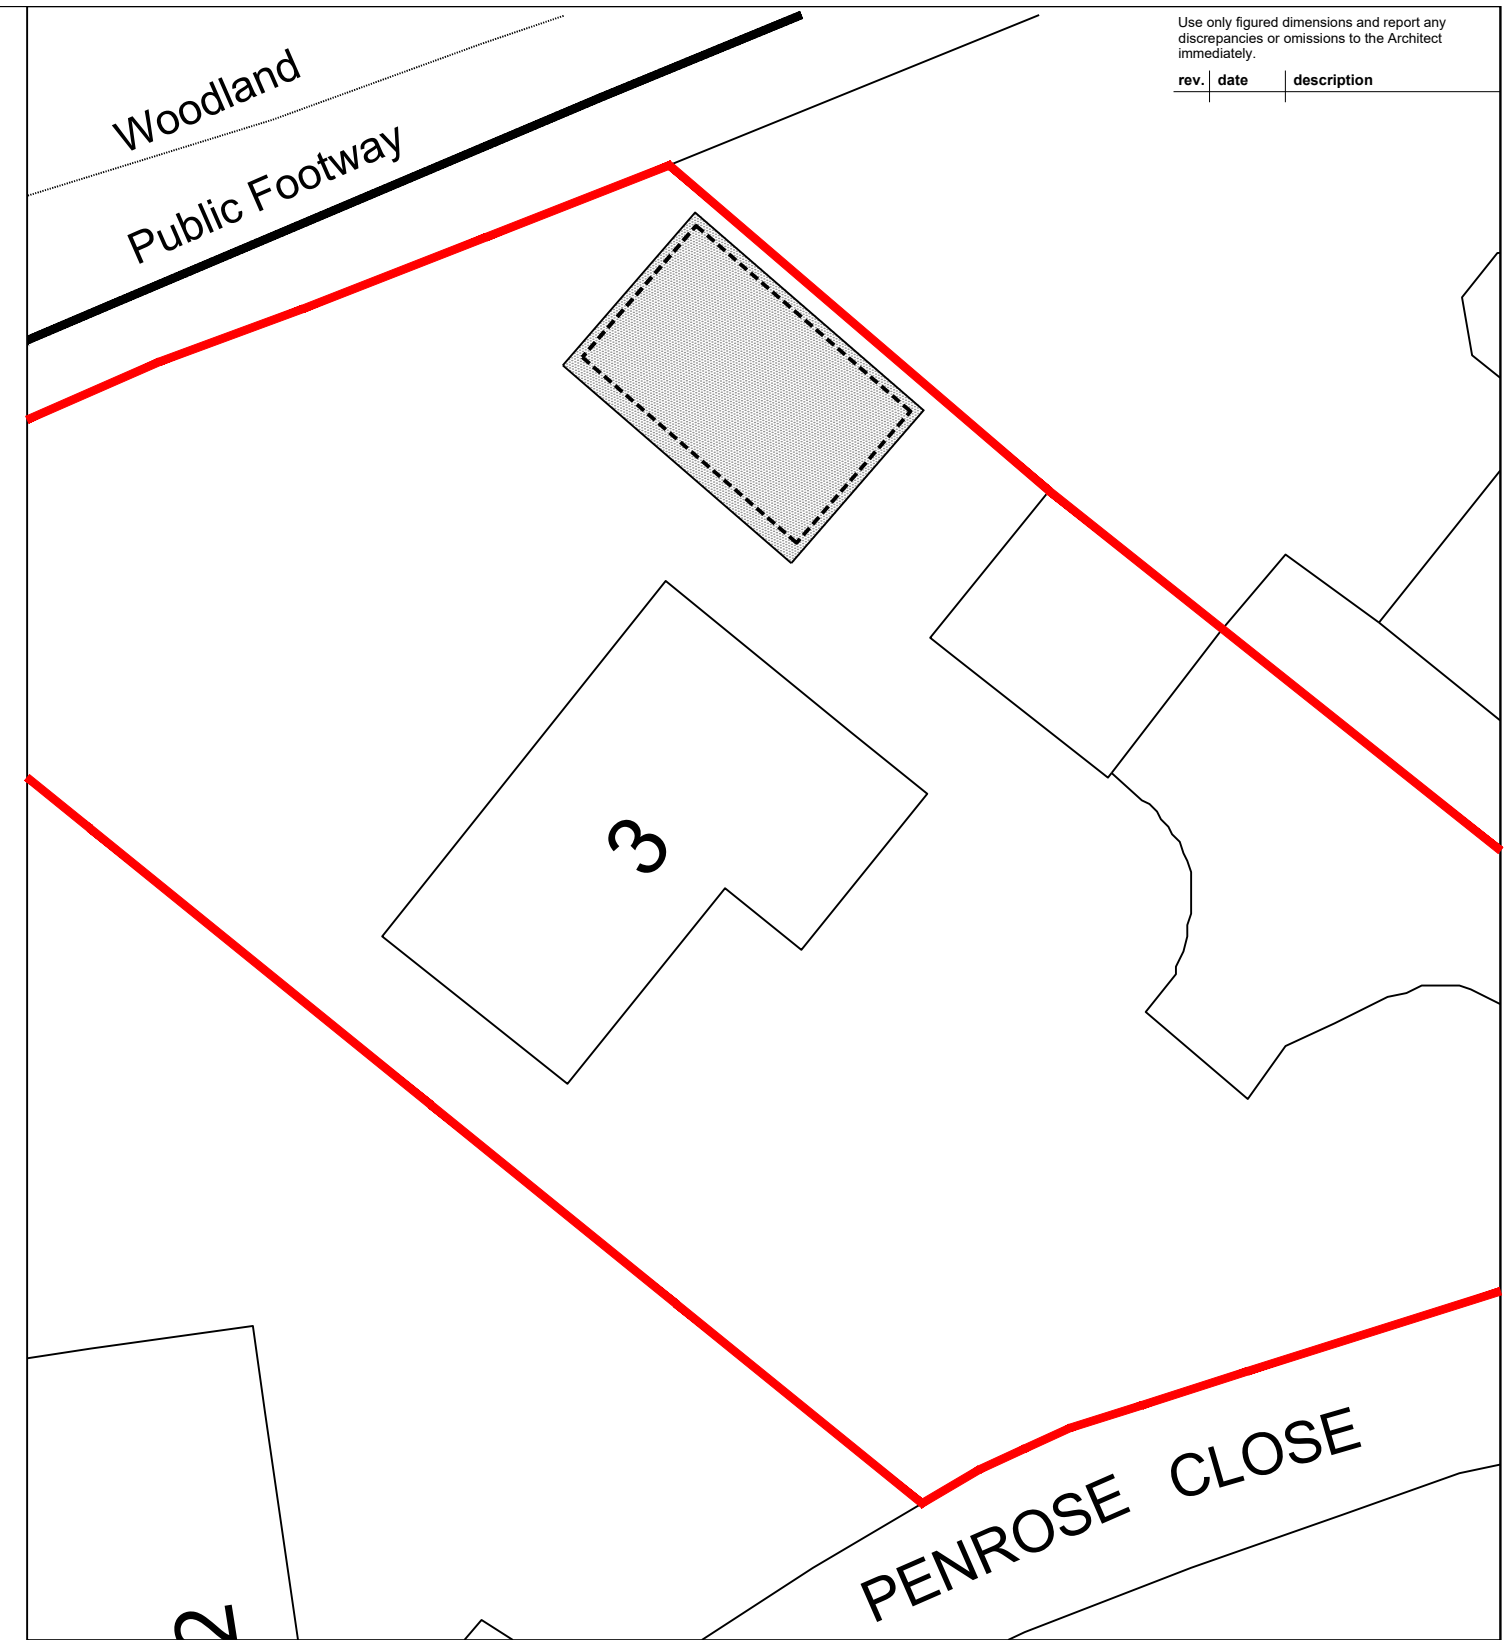 Use only figured dimensions and report any
discrepancies or omissions to the Architect
immediately.
rev. date description
Woodland
Public Footway
3
PENROSE CLOSE
2